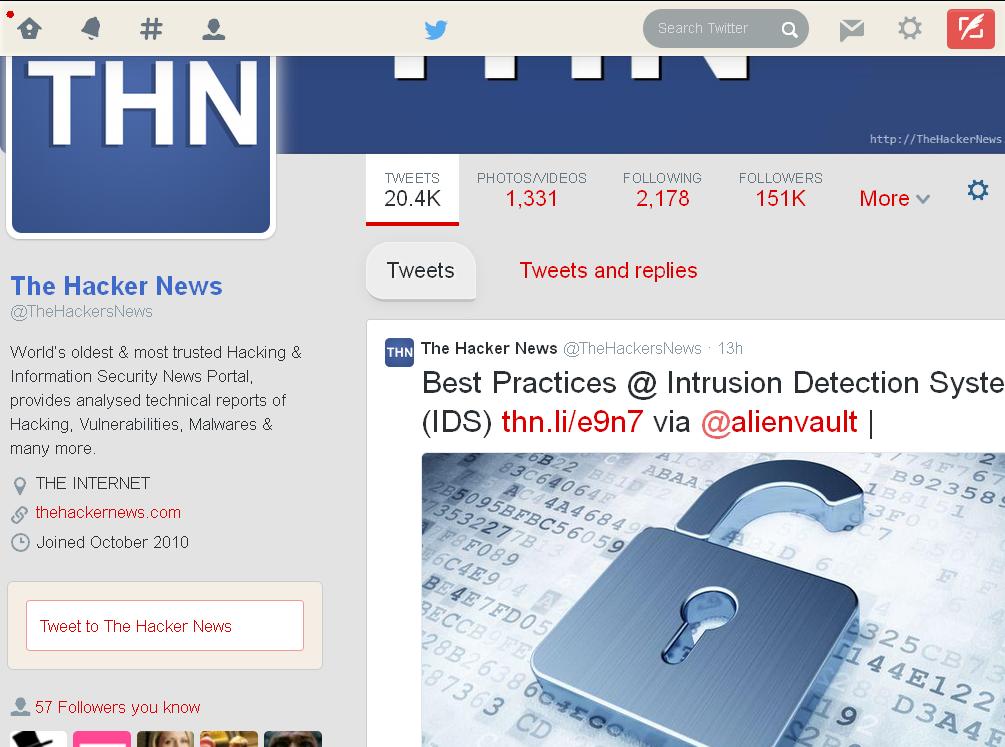 Search Twitter
THN
http://TheHackerNews
TWEETS
20.4K
PHOTOS/VIDEOS
1,331
FOLLOWING
2,178
FOLLOWERS
151K
More
The Hacker News
@TheHackersNews
World's oldest & most trusted Hacking &
Information Security News Portal,
provides analysed technical reports of
Hacking, Vulnerabilities, Malwares &
many more.
THE INTERNET
thehackernews.com
Joined October 2010
Tweet to The Hacker News
57 Followers you know
Tweets
Tweets and replies
THN
The Hacker News @TheHackersNews · 13h
Best Practices @ Intrusion Detection Syste
(IDS) thn.li/e9n7 via @alienvault |